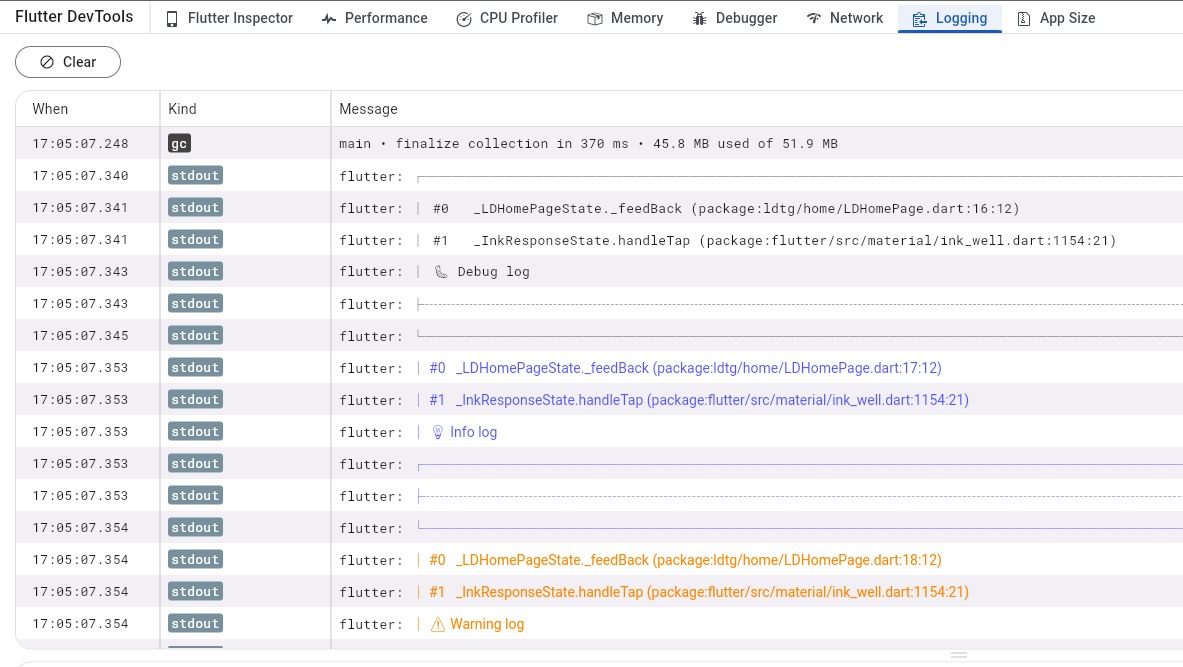 Flutter DevTools Flutter Inspector Performance CPU Profiler Memory Debugger Network Logging App Size
Clear
When Kind Message
17:05:07.248 gc main • finalize collection in 370 ms • 45.8 MB used of 51.9 MB
17:05:07.340 stdout flutter: ┌──────────
17:05:07.341 stdout flutter: │ #0 _LDHomePageState._feedBack (package:ldtg/home/LDHomePage.dart:16:12)
17:05:07.341 stdout flutter: │ #1 _InkResponseState.handleTap (package:flutter/src/material/ink_well.dart:1154:21)
17:05:07.343 stdout flutter: │ 🐛 Debug log
17:05:07.343 stdout flutter: ├┄┄┄┄┄┄┄┄┄┄
17:05:07.345 stdout flutter: └──────────
17:05:07.353 stdout flutter: │ #0 _LDHomePageState._feedBack (package:ldtg/home/LDHomePage.dart:17:12)
17:05:07.353 stdout flutter: │ #1 _InkResponseState.handleTap (package:flutter/src/material/ink_well.dart:1154:21)
17:05:07.353 stdout flutter: │ 💡 Info log
17:05:07.353 stdout flutter: ┌──────────
17:05:07.353 stdout flutter: ├┄┄┄┄┄┄┄┄┄┄
17:05:07.354 stdout flutter: └──────────
17:05:07.354 stdout flutter: │ #0 _LDHomePageState._feedBack (package:ldtg/home/LDHomePage.dart:18:12)
17:05:07.354 stdout flutter: │ #1 _InkResponseState.handleTap (package:flutter/src/material/ink_well.dart:1154:21)
17:05:07.354 stdout flutter: │ ⚠ Warning log